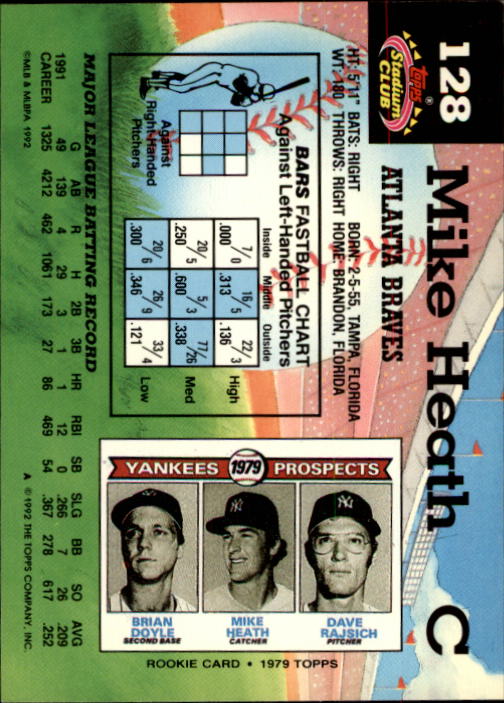 128
Topps®
Stadium
CLUB
Mike Heath C
ATLANTA BRAVES
HT: 5'11" BATS: RIGHT BORN: 2-5-55, TAMPA, FLORIDA
WT: 180 THROWS: RIGHT HOME: BRANDON, FLORIDA
BARS FASTBALL CHART
Against Left-Handed Pitchers
Inside Middle Outside
7/0 16/5 22/3
.000 .313 .136 High
20/5 5/3 77/26
.250 .600 .338 Med
20/6 26/9 33/4
.300 .346 .121 Low
Against
Right-Handed
Pitchers
MAJOR LEAGUE BATTING RECORD
G AB R H 2B 3B HR RBI SB SLG BB SO AVG
1991 49 139 4 29 3 1 1 12 0 .266 7 26 .209
CAREER 1325 4212 462 1061 173 27 86 469 54 .367 278 617 .252
©MLB & MLBPA 1992
A ©1992 THE TOPPS COMPANY, INC.
YANKEES 1979 PROSPECTS
BRIAN
DOYLE
SECOND BASE
MIKE
HEATH
CATCHER
DAVE
RAJSICH
PITCHER
ROOKIE CARD • 1979 TOPPS